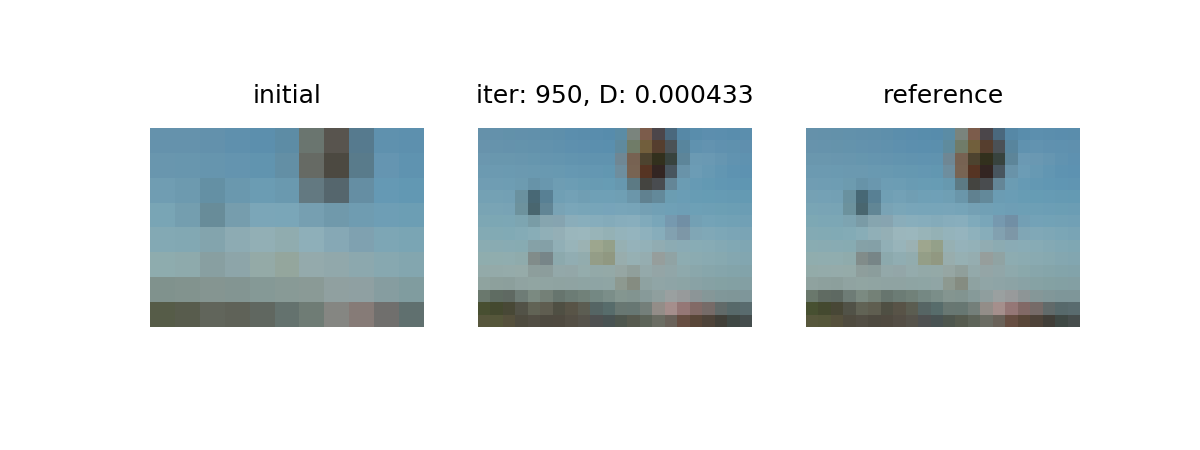 initial
iter: 950, D: 0.000433
reference